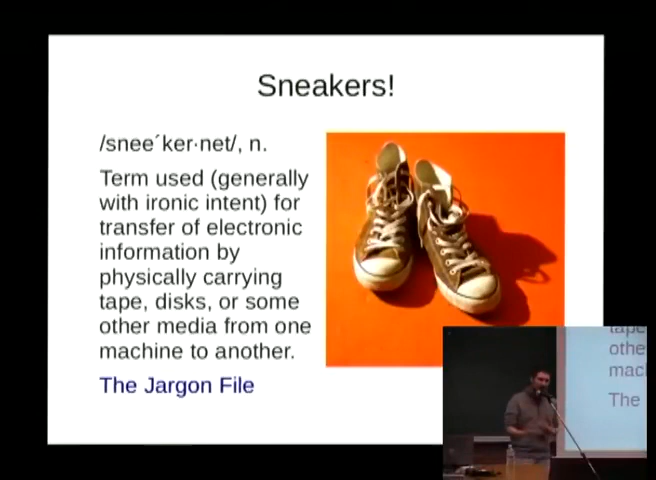 Sneakers!
/snee´ker·net/, n.
Term used (generally
with ironic intent) for
transfer of electronic
information by
physically carrying
tape, disks, or some
other media from one
machine to another.
The Jargon File
tape
othe
mac
The